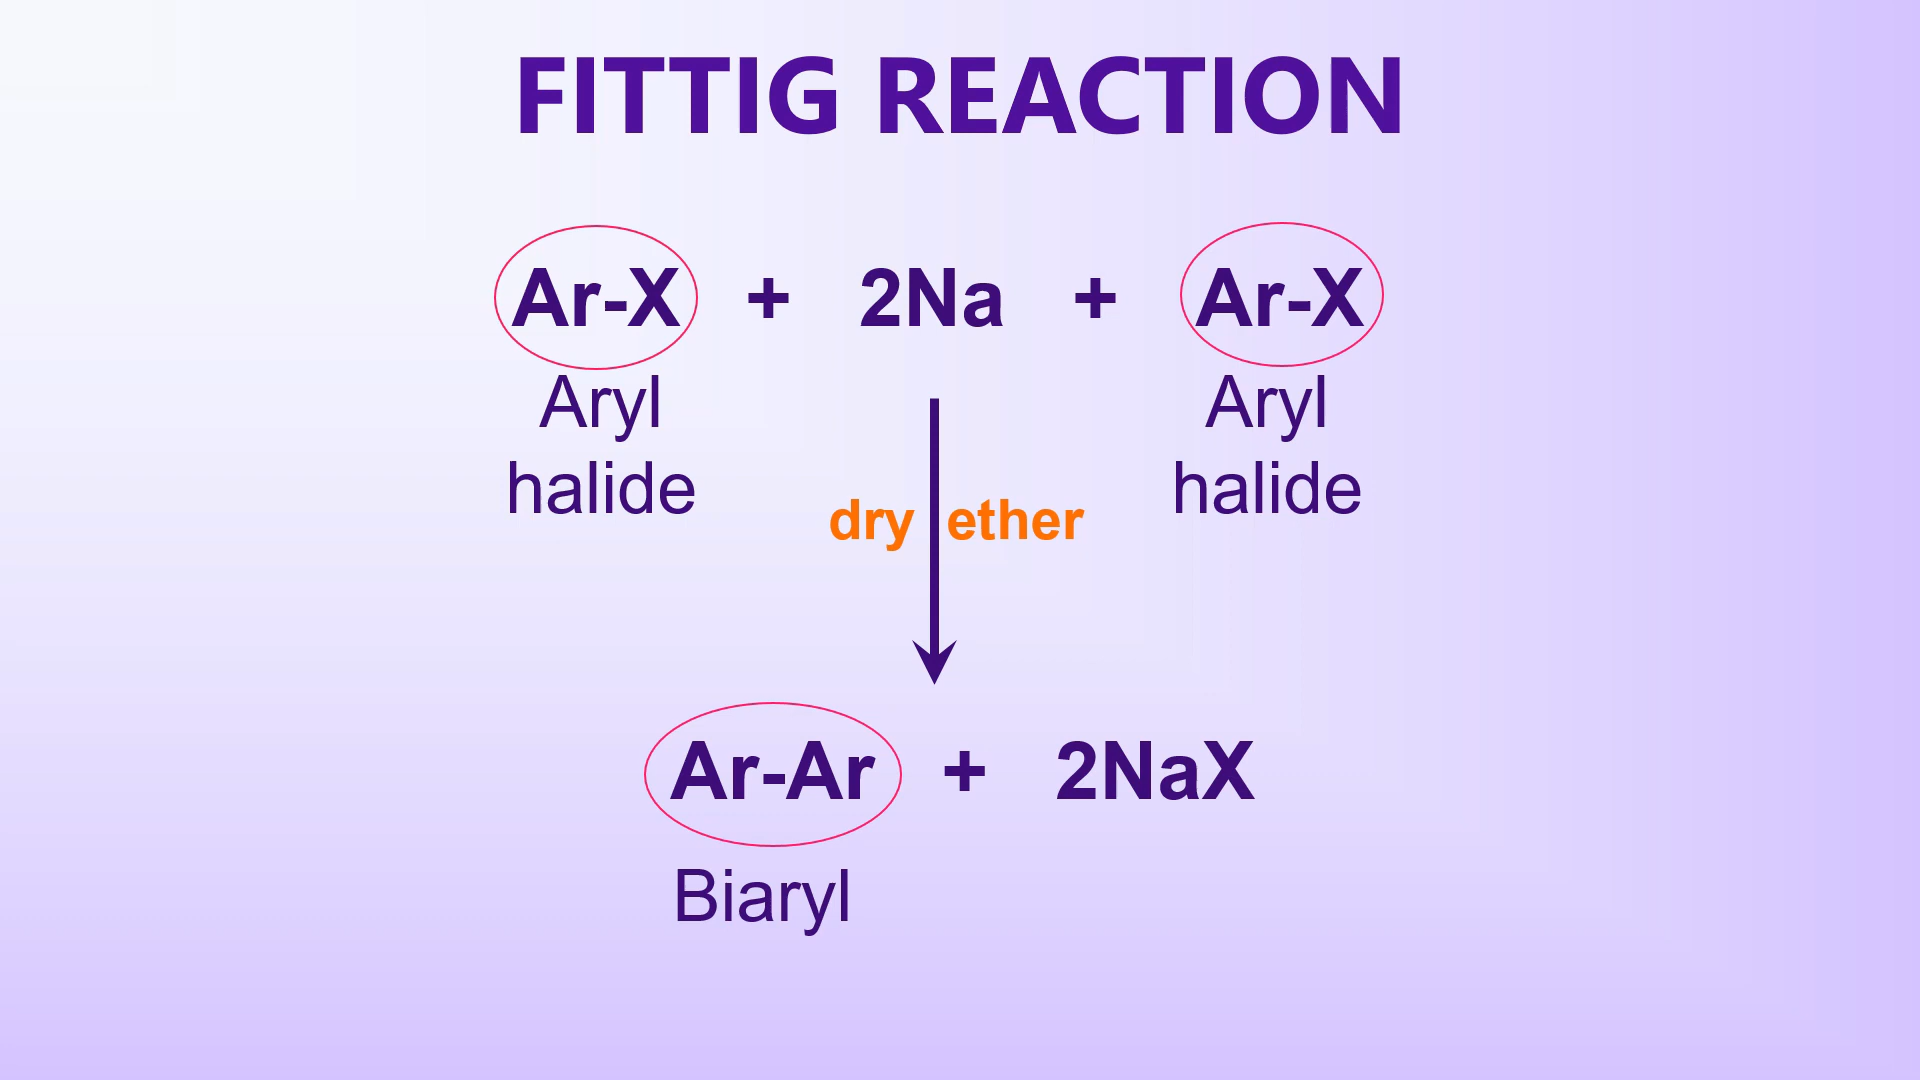 FITTIG REACTION
Ar-X + 2Na + Ar-X
Aryl halide
Aryl halide
dry ether
Ar-Ar + 2NaX
Biaryl